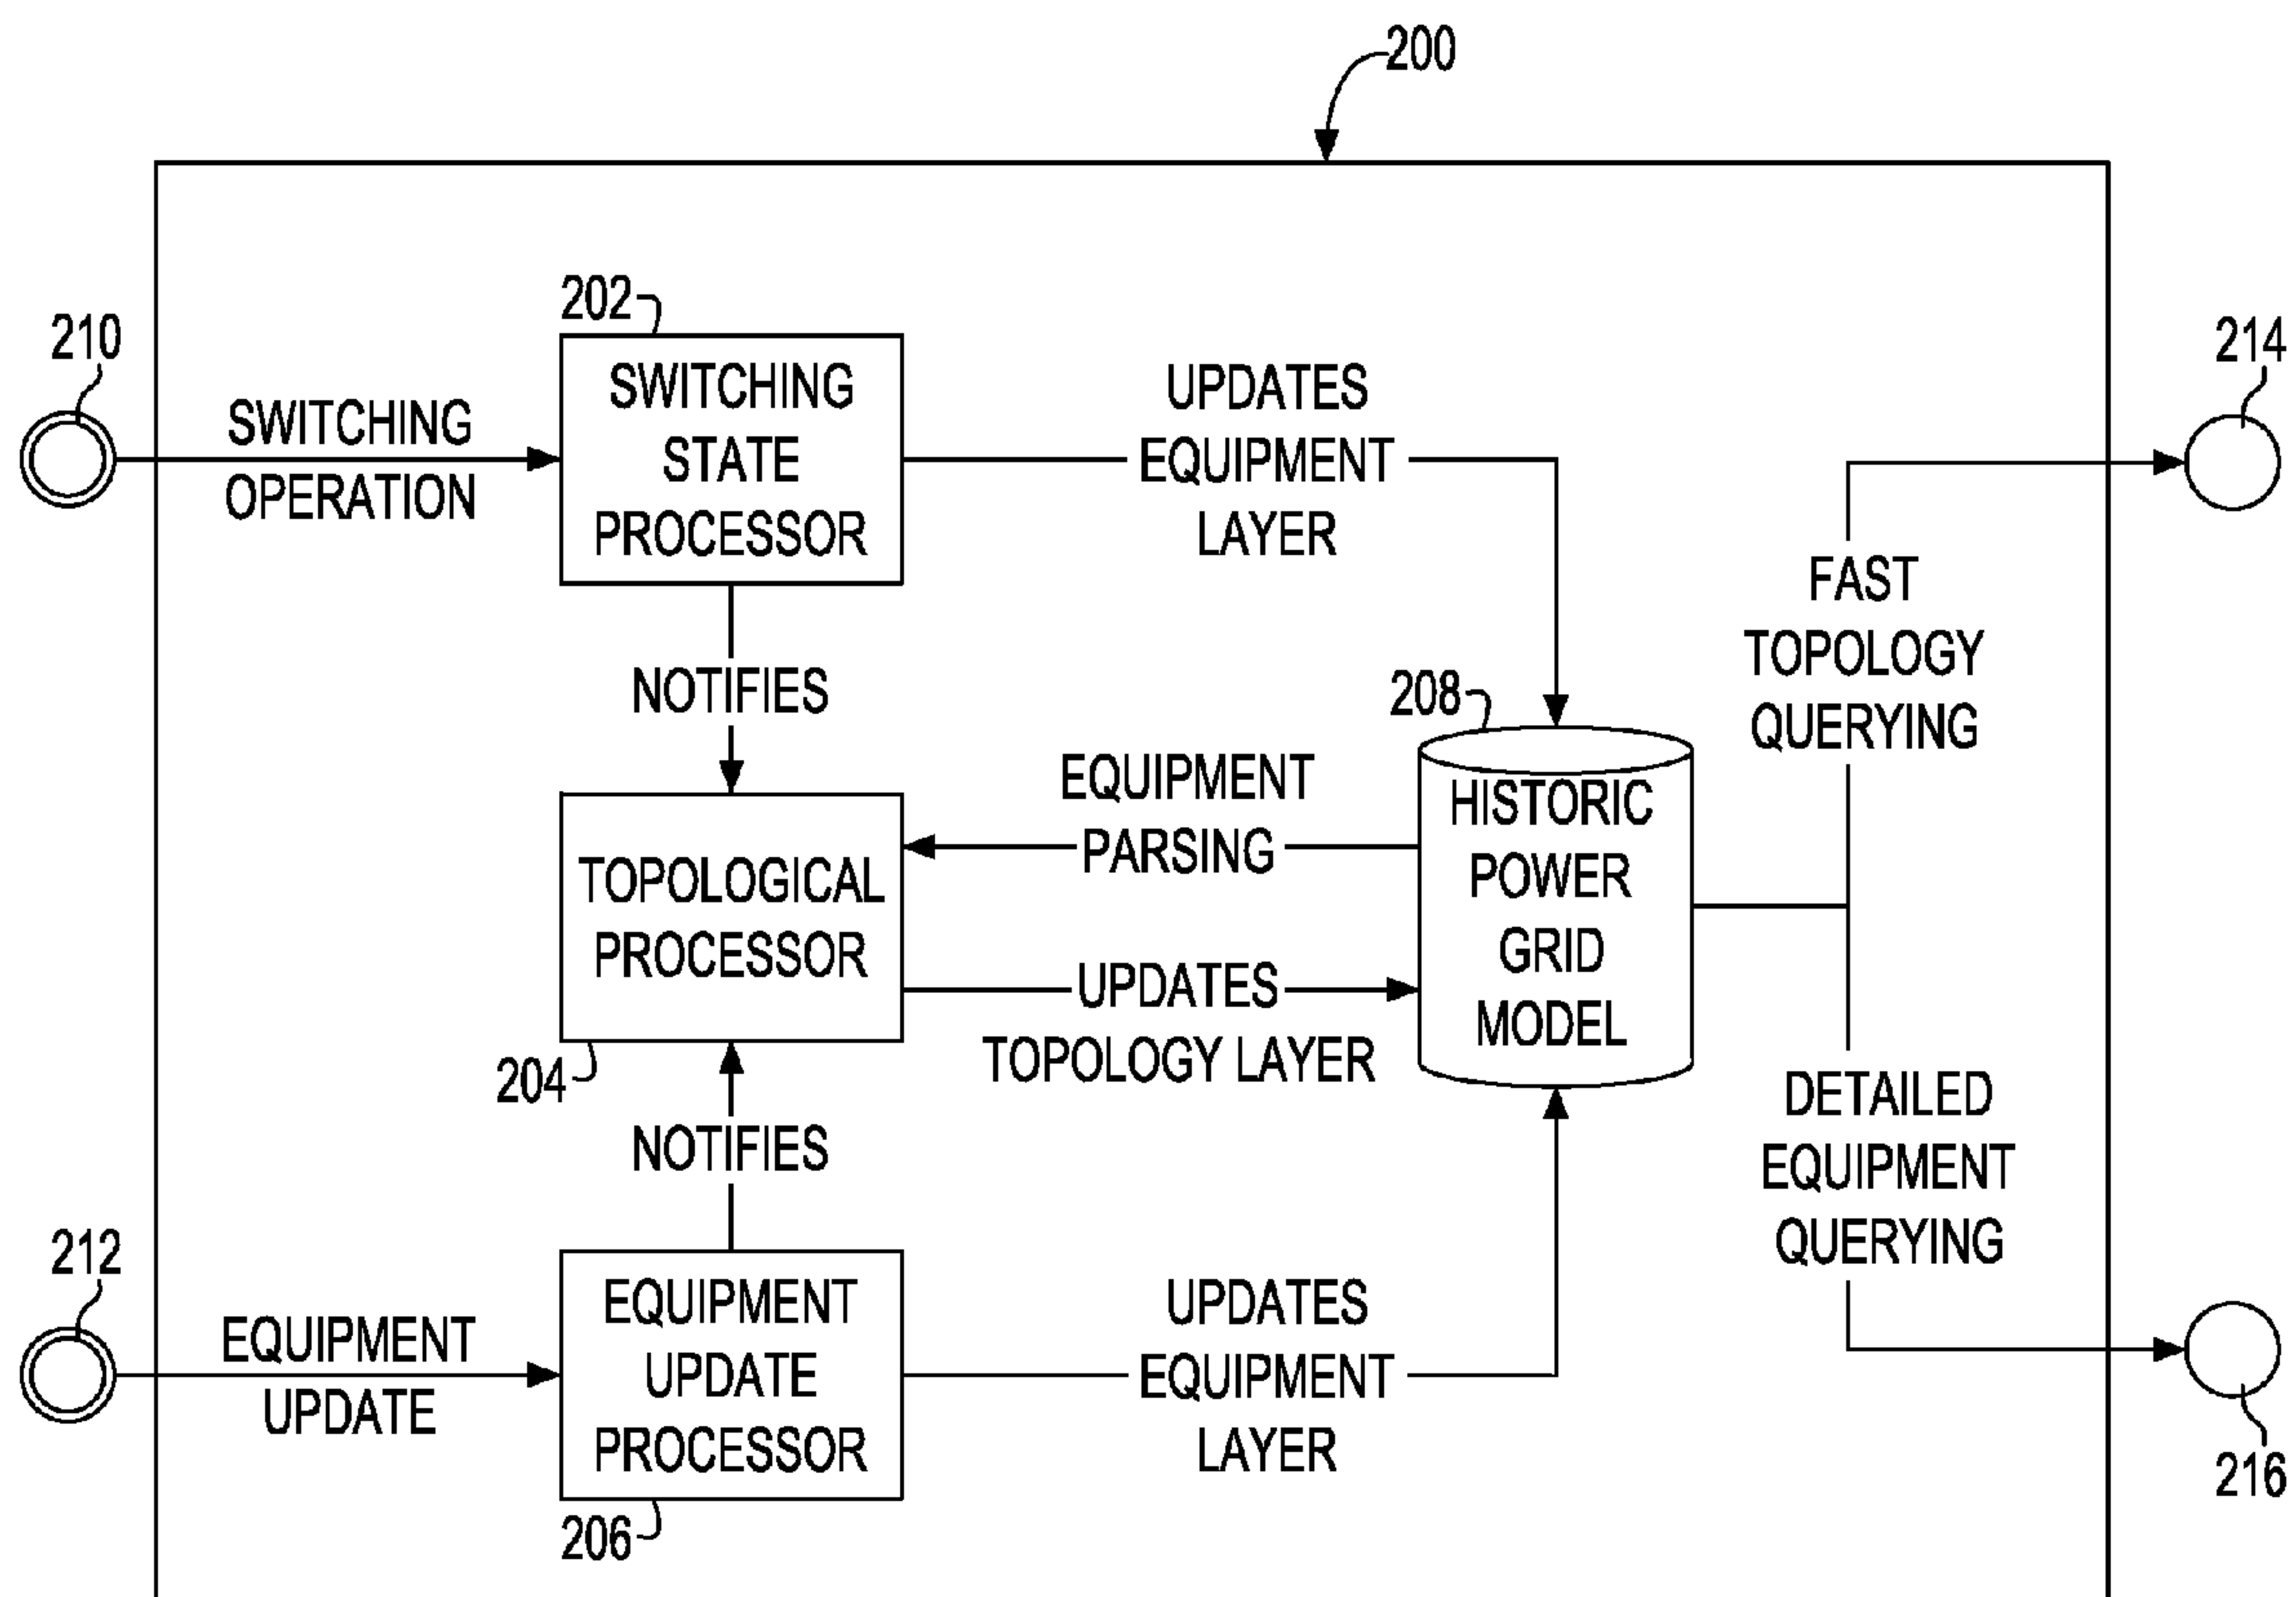 200
202
210
SWITCHING
OPERATION
SWITCHING
STATE
PROCESSOR
UPDATES
EQUIPMENT
LAYER
214
NOTIFIES
FAST
TOPOLOGY
QUERYING
208
HISTORIC
POWER
GRID
MODEL
EQUIPMENT
PARSING
TOPOLOGICAL
PROCESSOR
UPDATES
TOPOLOGY LAYER
204
NOTIFIES
DETAILED
EQUIPMENT
QUERYING
212
EQUIPMENT
UPDATE
EQUIPMENT
UPDATE
PROCESSOR
UPDATES
EQUIPMENT
LAYER
206
216